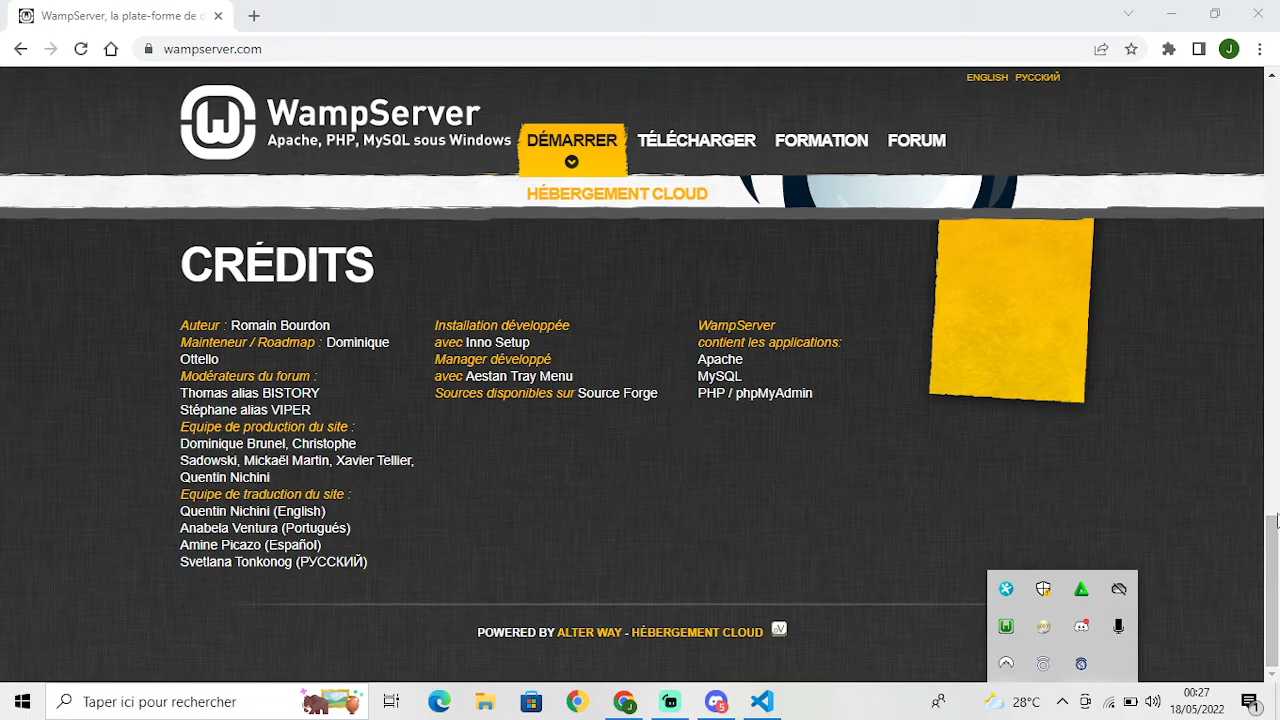 WampServer, la plate-forme de d
wampserver.com
J
ENGLISH РУССКИЙ
WampServer
Apache, PHP, MySQL sous Windows
DÉMARRER TÉLÉCHARGER FORMATION FORUM
HÉBERGEMENT CLOUD
CRÉDITS
Auteur : Romain Bourdon
Mainteneur / Roadmap : Dominique
Ottello
Modérateurs du forum :
Thomas alias BISTORY
Stéphane alias VIPER
Equipe de production du site :
Dominique Brunel, Christophe
Sadowski, Mickaël Martin, Xavier Tellier,
Quentin Nichini
Equipe de traduction du site :
Quentin Nichini (English)
Anabela Ventura (Portugués)
Amine Picazo (Español)
Svetlana Tonkonog (РУССКИЙ)
Installation développée
avec Inno Setup
Manager développé
avec Aestan Tray Menu
Sources disponibles sur Source Forge
WampServer
contient les applications:
Apache
MySQL
PHP / phpMyAdmin
POWERED BY ALTER WAY - HÉBERGEMENT CLOUD
Taper ici pour rechercher
28°C
00:27
18/05/2022